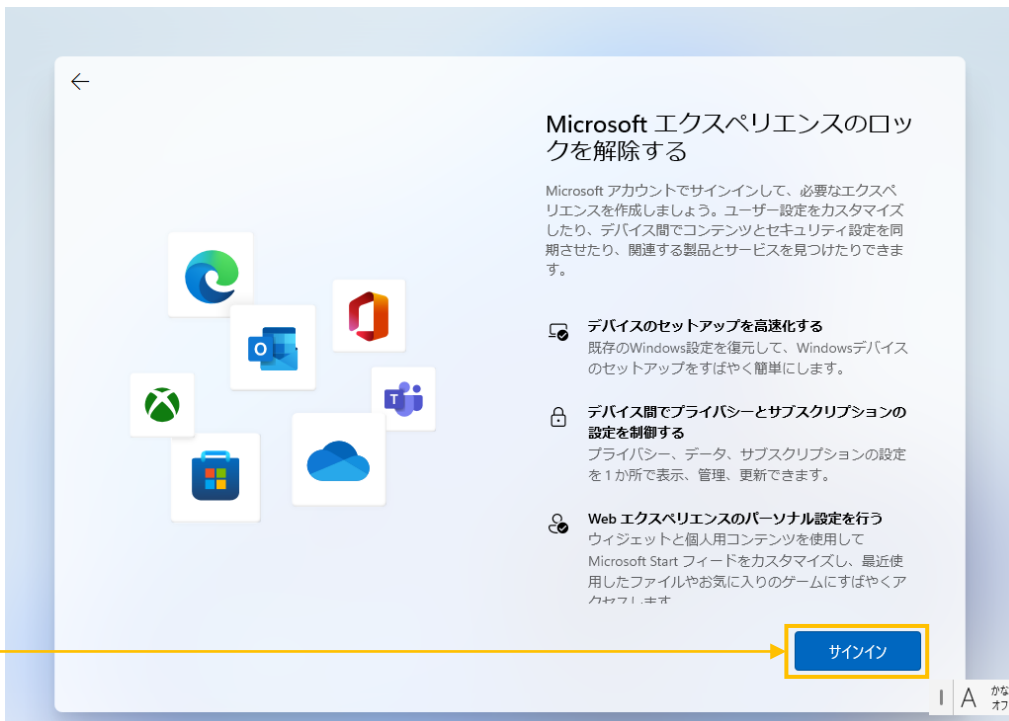 Microsoft エクスペリエンスのロッ
クを解除する
Microsoft アカウントでサインインして、必要なエクスペ
リエンスを作成しましょう。ユーザー設定をカスタマイズ
したり、デバイス間でコンテンツとセキュリティ設定を同
期させたり、関連する製品とサービスを見つけたりできま
す。
デバイスのセットアップを高速化する
既存のWindows設定を復元して、Windowsデバイス
のセットアップをすばやく簡単にします。
デバイス間でプライバシーとサブスクリプションの
設定を制御する
プライバシー、データ、サブスクリプションの設定
を1か所で表示、管理、更新できます。
Web エクスペリエンスのパーソナル設定を行う
ウィジェットと個人用コンテンツを使用して
Microsoft Start フィードをカスタマイズし、最近使
用したファイルやお気に入りのゲームにすばやくア
クセスします
サインイン
A かな
オフ